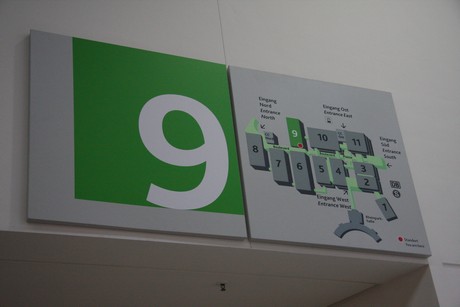 9
Eingang
Nord
Entrance
North
Eingang Ost
Entrance East
Eingang
Süd
Entrance
South
9
10
11
8
7
6
5
4
3
2
1
Eingang West
Entrance West